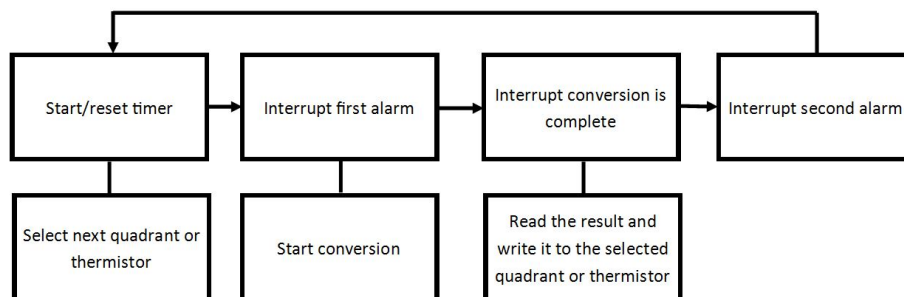 Start/reset timer
Interrupt first alarm
Interrupt conversion is
complete
Interrupt second alarm
Select next quadrant or
thermistor
Start conversion
Read the result and
write it to the selected
quadrant or thermistor